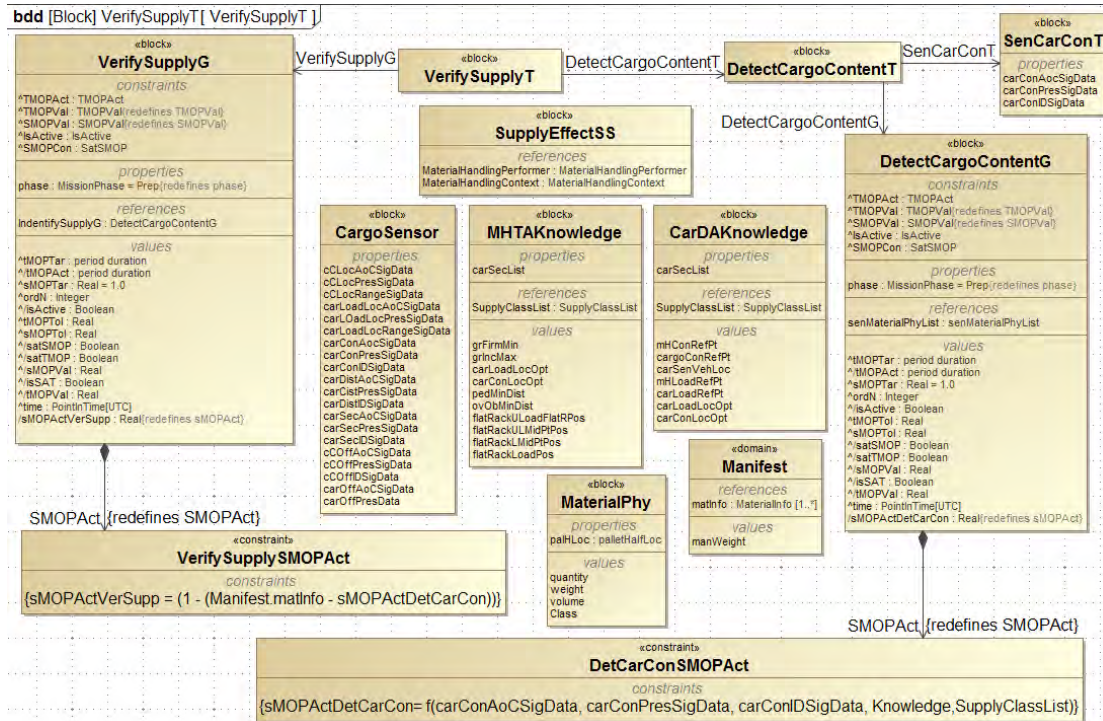 bdd [Block] VerifySupplyT[ VerifySupplyT ]
«block»
VerifySupplyG
constraints
^TMOPAct : TMOPAct
^TMOPVal : TMOPVal{redefines TMOPVal}
^SMOPVal : SMOPVal{redefines SMOPVal}
^IsActive : IsActive
^SMOPCon : SatSMOP
properties
phase : MissionPhase = Prep{redefines phase}
references
IndentifySupplyG : DetectCargoContentG
values
^tMOPTar : period duration
^/tMOPAct : period duration
^sMOPTar : Real = 1.0
^ordN : Integer
^/isActive : Boolean
^tMOPTol : Real
^sMOPTol : Real
^/satSMOP : Boolean
^/satTMOP : Boolean
^/sMOPVal : Real
^/isSAT : Boolean
^/tMOPVal : Real
^time : PointInTime[UTC]
/sMOPActVerSupp : Real{redefines sMOPAct}
VerifySupplyG
«block»
VerifySupplyT
DetectCargoContentT
«block»
DetectCargoContentT
SenCarConT
«block»
SenCarConT
properties
carConAocSigData
carConPresSigData
carConIDSigData
DetectCargoContentG
«block»
SupplyEffectSS
references
MaterialHandlingPerformer : MaterialHandlingPerformer
MaterialHandlingContext : MaterialHandlingContext
«block»
CargoSensor
properties
cCLocAoCSigData
cCLocPresSigData
cCLocRangeSigData
carLoadLocAoCSigData
carLOadLocPresSigData
carLoadLocRangeSigData
carConAocSigData
carConPresSigData
carConIDSigData
carDistAoCSigData
carCistPresSigData
carDistIDSigData
carSecAoCSigData
carSecPresSigData
carSecIDSigData
cCOffAoCSigData
cCOffPresSigData
cCOffIDSigData
carOffAoCSigData
carOffPresData
«block»
MHTAKnowledge
properties
carSecList
references
SupplyClassList : SupplyClassList
values
grFirmMin
grIncMax
carLoadLocOpt
carConLocOpt
pedMinDist
ovObMinDist
flatRackULoadFlatRPos
flatRackULMidPtPos
flatRackLMidPtPos
flatRackLoadPos
«block»
CarDAKnowledge
properties
carSecList
references
SupplyClassList : SupplyClassList
values
mHConRefPt
cargoConRefPt
carSenVehLoc
mHLoadRefPt
carLoadRefPt
carLoadLocOpt
carConLocOpt
«block»
DetectCargoContentG
constraints
^TMOPAct : TMOPAct
^TMOPVal : TMOPVal{redefines TMOPVal}
^SMOPVal : SMOPVal{redefines SMOPVal}
^IsActive : IsActive
^SMOPCon : SatSMOP
properties
phase : MissionPhase = Prep{redefines phase}
references
senMaterialPhyList : senMaterialPhyList
values
^tMOPTar : period duration
^/tMOPAct : period duration
^sMOPTar : Real = 1.0
^ordN : Integer
^/isActive : Boolean
^tMOPTol : Real
^sMOPTol : Real
^/satSMOP : Boolean
^/satTMOP : Boolean
^/sMOPVal : Real
^/isSAT : Boolean
^/tMOPVal : Real
^time : PointInTime[UTC]
/sMOPActDetCarCon : Real{redefines sMOPAct}
«block»
MaterialPhy
properties
palHLoc : palletHalfLoc
values
quantity
weight
volume
Class
«domain»
Manifest
references
matInfo : MaterialInfo [1..*]
values
manWeight
SMOPAct {redefines SMOPAct}
«constraint»
VerifySupplySMOPAct
constraints
{sMOPActVerSupp = (1 - (Manifest.matInfo - sMOPActDetCarCon))}
SMOPAct {redefines SMOPAct}
«constraint»
DetCarConSMOPAct
constraints
{sMOPActDetCarCon= f(carConAoCSigData, carConPresSigData, carConIDSigData, Knowledge,SupplyClassList)}